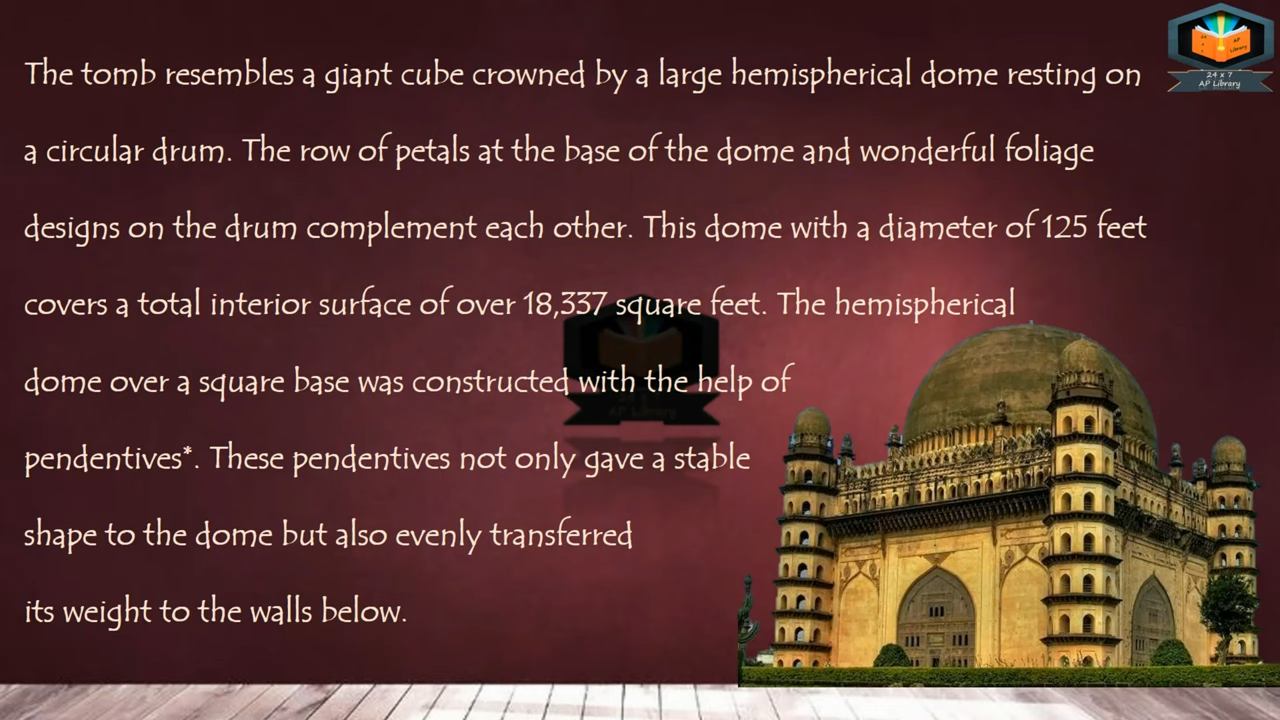 The tomb resembles a giant cube crowned by a large hemispherical dome resting on
a circular drum. The row of petals at the base of the dome and wonderful foliage
designs on the drum complement each other. This dome with a diameter of 125 feet
covers a total interior surface of over 18,337 square feet. The hemispherical
dome over a square base was constructed with the help of
pendentives*. These pendentives not only gave a stable
shape to the dome but also evenly transferred
its weight to the walls below.
AP
Library
24 x 7
AP Library
AP Library